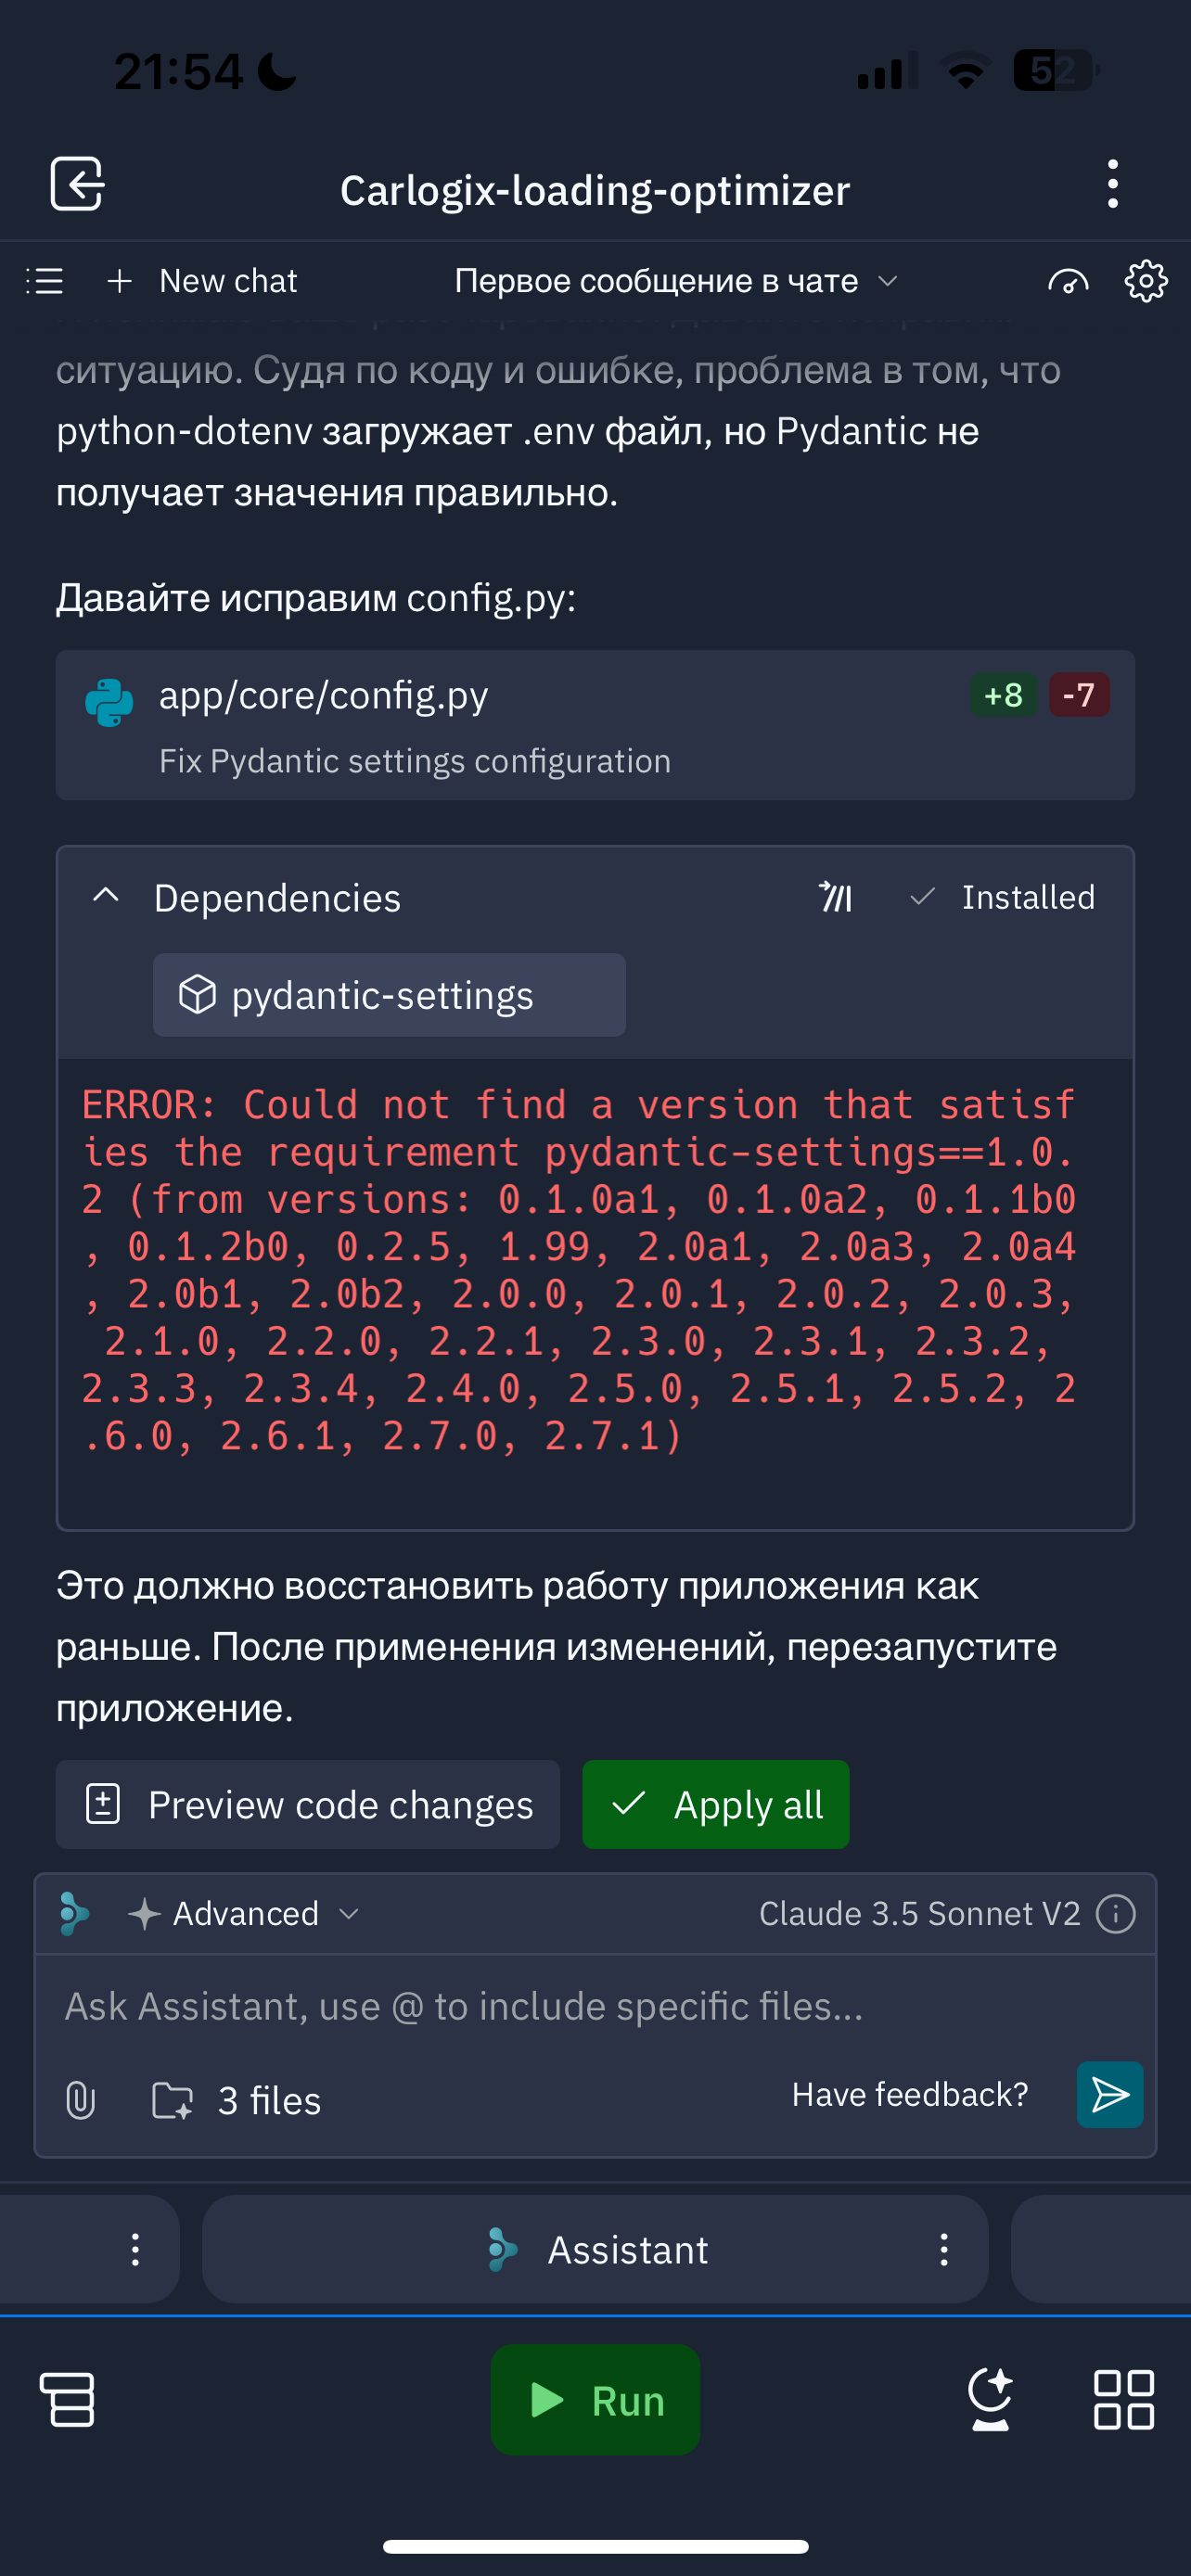 21:54
52
Carlogix-loading-optimizer
New chat
Первое сообщение в чате
ситуацию. Судя по коду и ошибке, проблема в том, что
python-dotenv загружает .env файл, но Pydantic не
получает значения правильно.
Давайте исправим config.py:
app/core/config.py
+8 -7
Fix Pydantic settings configuration
Dependencies
Installed
pydantic-settings
ERROR: Could not find a version that satisf
ies the requirement pydantic-settings==1.0.
2 (from versions: 0.1.0a1, 0.1.0a2, 0.1.1b0
, 0.1.2b0, 0.2.5, 1.99, 2.0a1, 2.0a3, 2.0a4
, 2.0b1, 2.0b2, 2.0.0, 2.0.1, 2.0.2, 2.0.3,
2.1.0, 2.2.0, 2.2.1, 2.3.0, 2.3.1, 2.3.2,
2.3.3, 2.3.4, 2.4.0, 2.5.0, 2.5.1, 2.5.2, 2
.6.0, 2.6.1, 2.7.0, 2.7.1)
Это должно восстановить работу приложения как
раньше. После применения изменений, перезапустите
приложение.
Preview code changes
Apply all
Advanced
Claude 3.5 Sonnet V2
Ask Assistant, use @ to include specific files...
3 files
Have feedback?
Assistant
Run